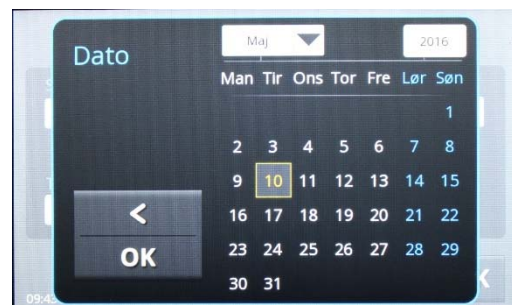 Dato
Maj
2016
Man Tir Ons Tor Fre Lør Søn
1
2 3 4 5 6 7 8
9 10 11 12 13 14 15
16 17 18 19 20 21 22
23 24 25 26 27 28 29
30 31
<
OK